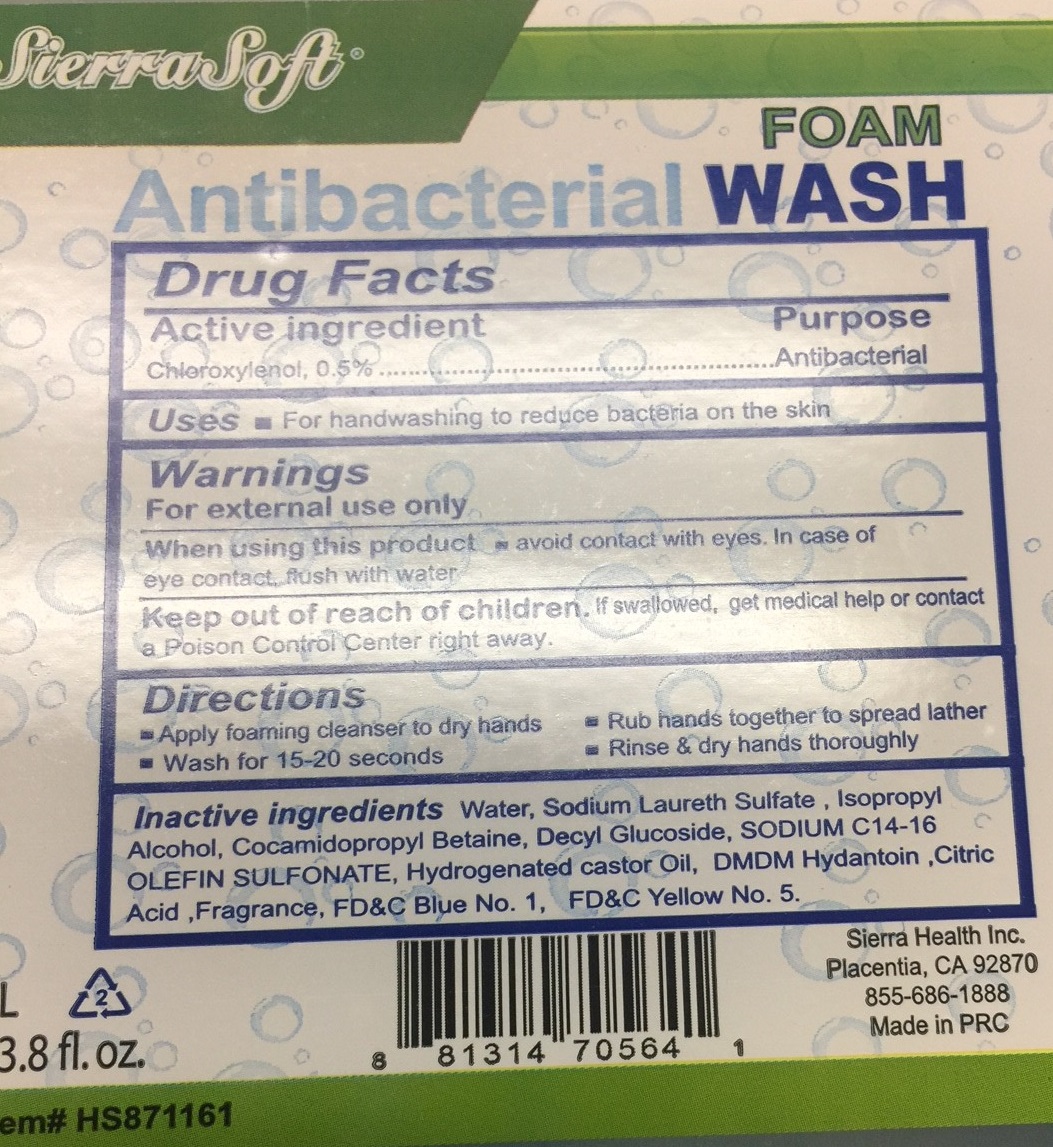 SierraSoft®
FOAM
Antibacterial WASH
Drug Facts
Active ingredient Purpose
Chloroxylenol, 0.5%..........................................................Antibacterial
Uses ■ For handwashing to reduce bacteria on the skin
Warnings
For external use only
When using this product ■ avoid contact with eyes. In case of
eye contact, flush with water
Keep out of reach of children. If swallowed, get medical help or contact
a Poison Control Center right away.
Directions
■ Apply foaming cleanser to dry hands ■ Rub hands together to spread lather
■ Wash for 15-20 seconds ■ Rinse & dry hands thoroughly
Inactive ingredients Water, Sodium Laureth Sulfate , Isopropyl
Alcohol, Cocamidopropyl Betaine, Decyl Glucoside, SODIUM C14-16
OLEFIN SULFONATE, Hydrogenated castor Oil, DMDM Hydantoin ,Citric
Acid ,Fragrance, FD&C Blue No. 1, FD&C Yellow No. 5.
Sierra Health Inc.
Placentia, CA 92870
855-686-1888
Made in PRC
L 2
3.8 fl. oz.
8 81314 70564 1
em# HS871161